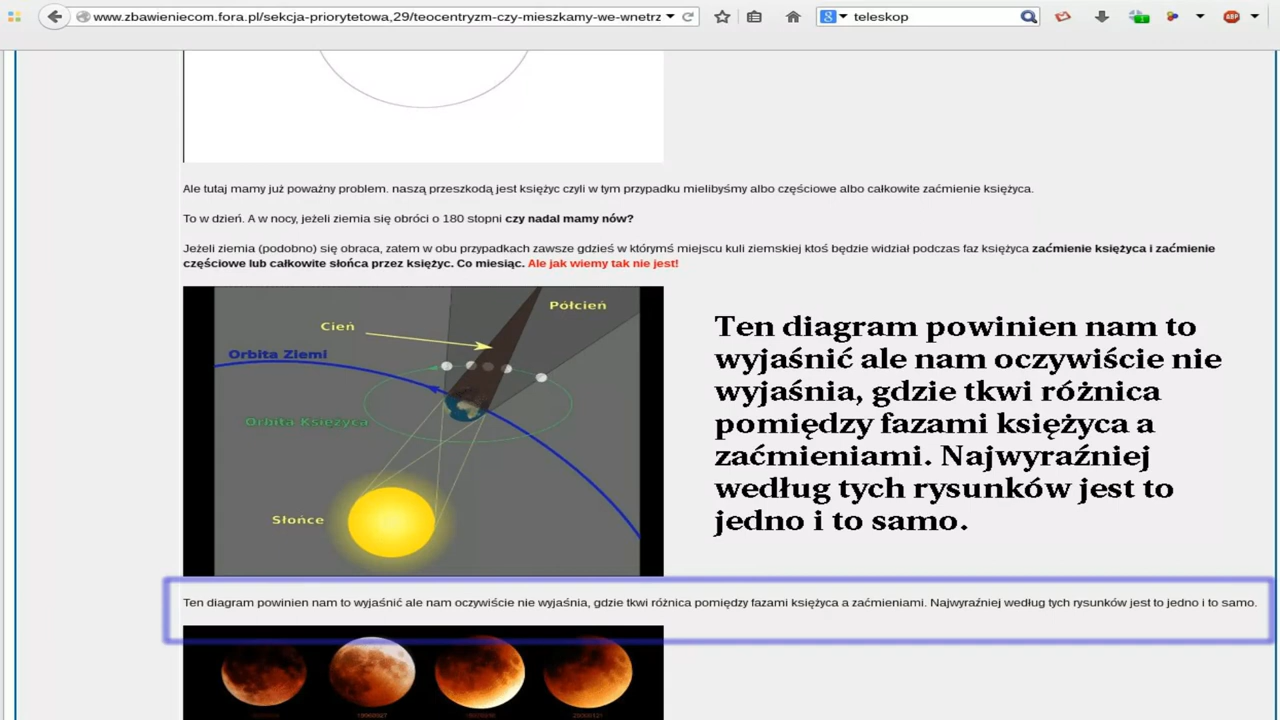 www.zbawieniecom.fora.pl/sekcja-priorytetowa,29/teocentryzm-czy-mieszkamy-we-wnetrz
teleskop
Ale tutaj mamy już poważny problem. naszą przeszkodą jest księżyc czyli w tym przypadku mielibyśmy albo częściowe albo całkowite zaćmienie księżyca.
To w dzień. A w nocy, jeżeli ziemia się obróci o 180 stopni czy nadal mamy nów?
Jeżeli ziemia (podobno) się obraca, zatem w obu przypadkach zawsze gdzieś w którymś miejscu kuli ziemskiej ktoś będzie widział podczas faz księżyca zaćmienie księżyca i zaćmienie
częściowe lub całkowite słońca przez księżyc. Co miesiąc. Ale jak wiemy tak nie jest!
Półcień
Cień
Orbita Ziemi
Orbita Księżyca
Słońce
Ten diagram powinien nam to
wyjaśnić ale nam oczywiście nie
wyjaśnia, gdzie tkwi różnica
pomiędzy fazami księżyca a
zaćmieniami. Najwyraźniej
według tych rysunków jest to
jedno i to samo.
Ten diagram powinien nam to wyjaśnić ale nam oczywiście nie wyjaśnia, gdzie tkwi różnica pomiędzy fazami księżyca a zaćmieniami. Najwyraźniej według tych rysunków jest to jedno i to samo.